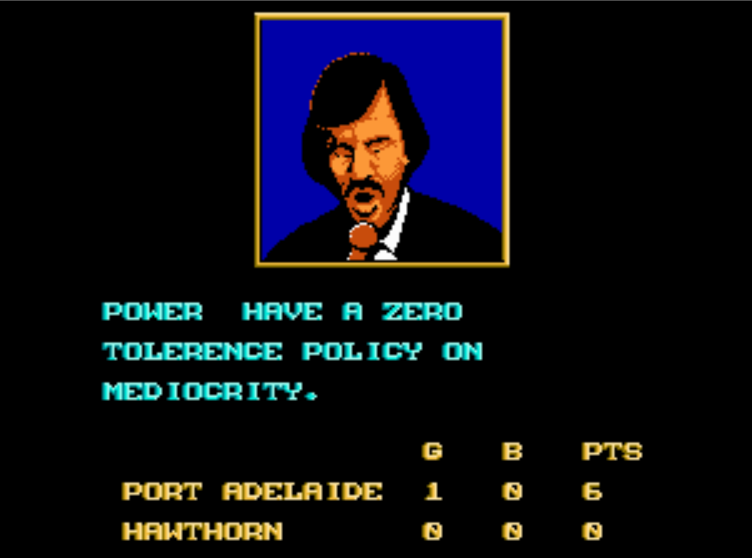 POWER  HAVE A ZERO
TOLERENCE POLICY ON
MEDIOCRITY.
G B PTS
PORT ADELAIDE 1 0 6
HAWTHORN 0 0 0